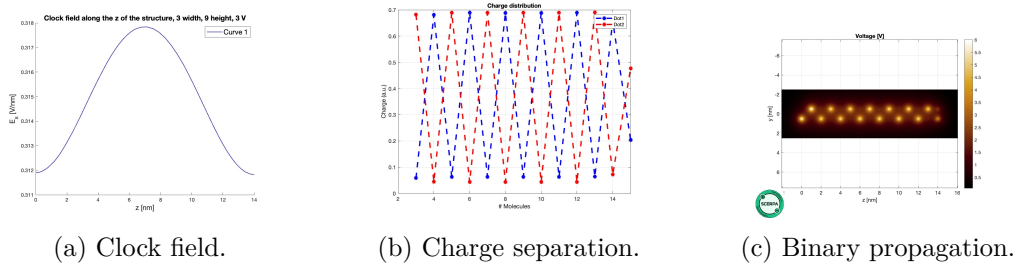 Clock field along the z of the structure, 3 width, 9 height, 3 V
0.318
0.317
0.316
0.315
0.314
0.313
0.312
0.311
E_a [V/nm]
Curve 1
0 2 4 6 8 10 12 14
z [nm]
(a) Clock field.
Charge distribution
0.7
0.6
0.5
0.4
0.3
0.2
0.1
0
Charge (a.u.)
Dot1
Dot2
2 4 6 8 10 12 14
# Molecules
(b) Charge separation.
Voltage [V]
-6
-4
-2
0
2
4
6
y [nm]
0 2 4 6 8 10 12 14 16
z [nm]
6
5.5
5
4.5
4
3.5
3
2.5
2
1.5
1
0.5
SCERPA
(c) Binary propagation.